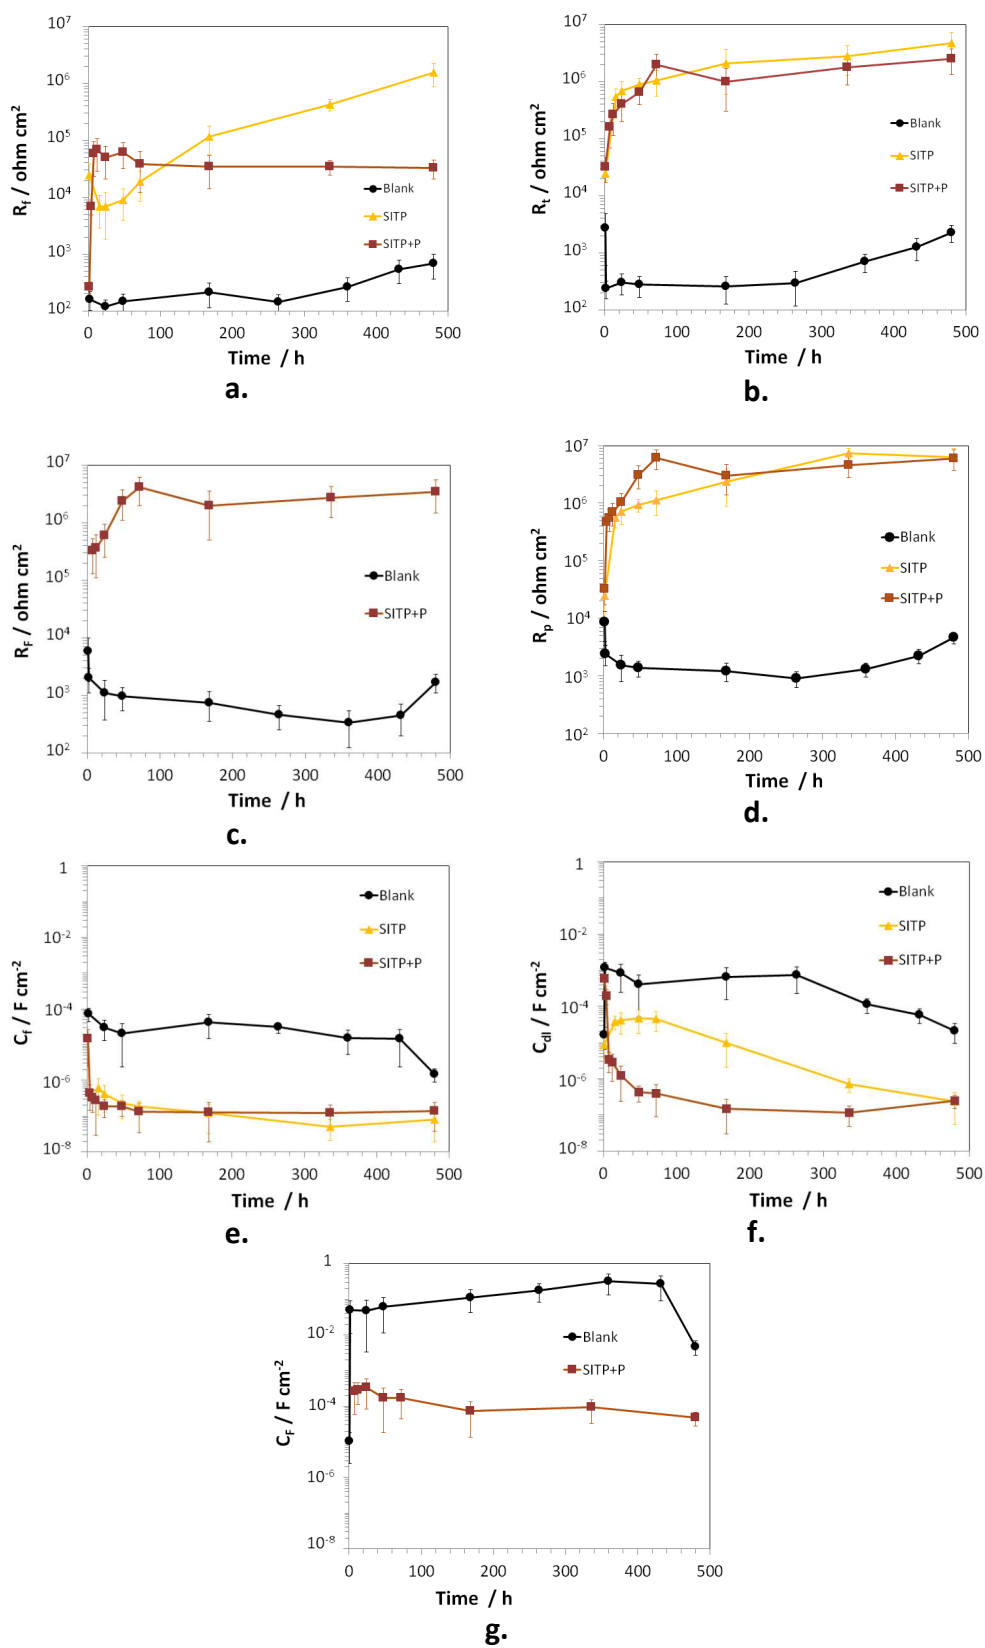 10⁷
10⁶
10⁵
10⁴
10³
10²
R_f / ohm cm²
Blank
SITP
SITP+P
0 100 200 300 400 500
Time / h
a.
10⁷
10⁶
10⁵
10⁴
10³
10²
R_t / ohm cm²
Blank
SITP
SITP+P
0 100 200 300 400 500
Time / h
b.
10⁷
10⁶
10⁵
10⁴
10³
10²
R_F / ohm cm²
Blank
SITP+P
0 100 200 300 400 500
Time / h
c.
10⁷
10⁶
10⁵
10⁴
10³
10²
R_p / ohm cm²
Blank
SITP
SITP+P
0 100 200 300 400 500
Time / h
d.
1
10⁻²
10⁻⁴
10⁻⁶
10⁻⁸
C_f / F cm⁻²
Blank
SITP
SITP+P
0 100 200 300 400 500
Time / h
e.
1
10⁻²
10⁻⁴
10⁻⁶
10⁻⁸
C_dl / F cm⁻²
Blank
SITP
SITP+P
0 100 200 300 400 500
Time / h
f.
1
10⁻²
10⁻⁴
10⁻⁶
10⁻⁸
C_F / F cm⁻²
Blank
SITP+P
0 100 200 300 400 500
Time / h
g.